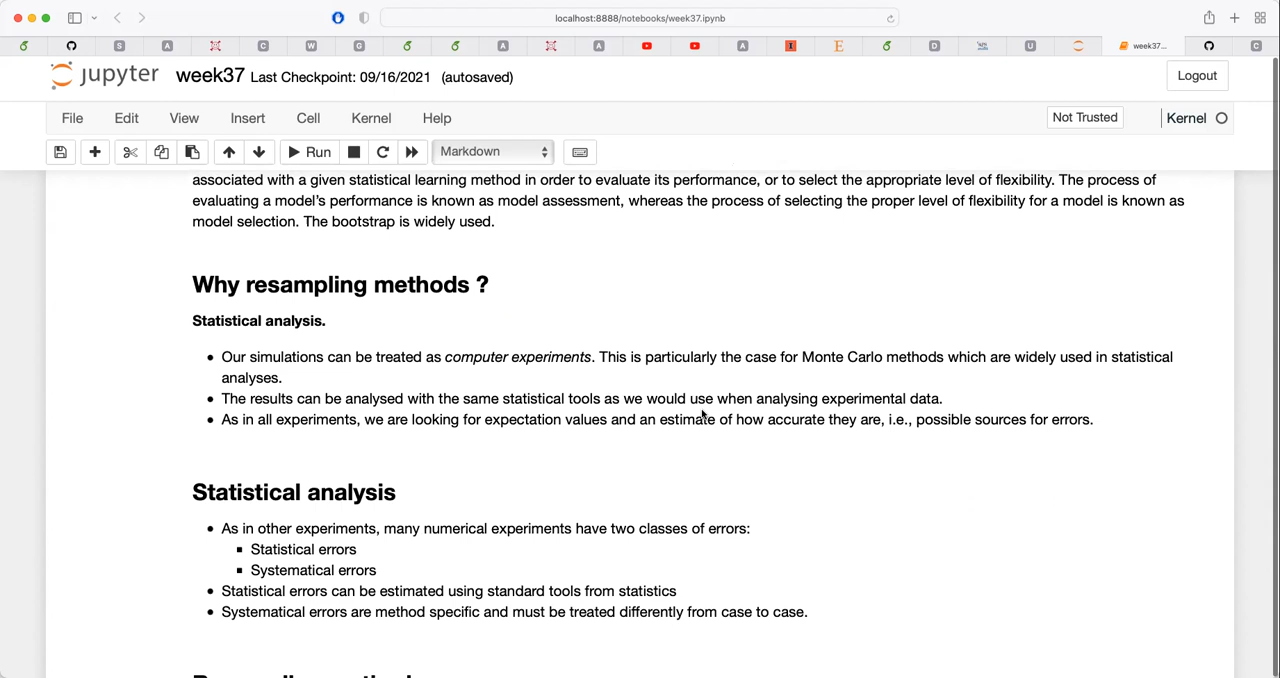 localhost:8888/notebooks/week37.ipynb
S A C W G A A A I E D U week37... C
jupyter week37 Last Checkpoint: 09/16/2021 (autosaved)
Logout
File Edit View Insert Cell Kernel Help
Not Trusted Kernel
Run Markdown
associated with a given statistical learning method in order to evaluate its performance, or to select the appropriate level of flexibility. The process of
evaluating a model's performance is known as model assessment, whereas the process of selecting the proper level of flexibility for a model is known as
model selection. The bootstrap is widely used.
Why resampling methods ?
Statistical analysis.
• Our simulations can be treated as computer experiments. This is particularly the case for Monte Carlo methods which are widely used in statistical
analyses.
• The results can be analysed with the same statistical tools as we would use when analysing experimental data.
• As in all experiments, we are looking for expectation values and an estimate of how accurate they are, i.e., possible sources for errors.
Statistical analysis
• As in other experiments, many numerical experiments have two classes of errors:
▪ Statistical errors
▪ Systematical errors
• Statistical errors can be estimated using standard tools from statistics
• Systematical errors are method specific and must be treated differently from case to case.